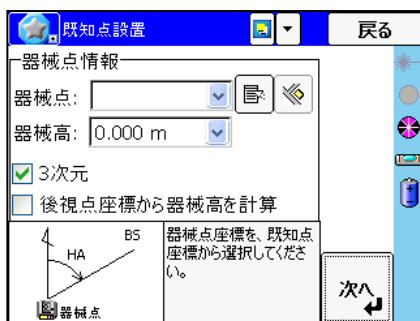 既知点設置
戻る
器械点情報
器械点:
器械高: 0.000 m
3次元
後視点座標から器械高を計算
BS
HA
器械点
器械点座標を、既知点
座標から選択してくださ
い。
次へ